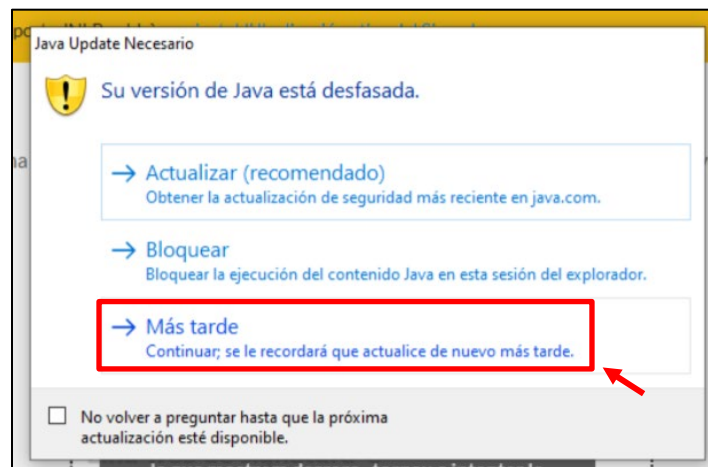 Java Update Necesario
Su versión de Java está desfasada.
→ Actualizar (recomendado)
Obtener la actualización de seguridad más reciente en java.com.
→ Bloquear
Bloquear la ejecución del contenido Java en esta sesión del explorador.
→ Más tarde
Continuar; se le recordará que actualice de nuevo más tarde.
No volver a preguntar hasta que la próxima
actualización esté disponible.